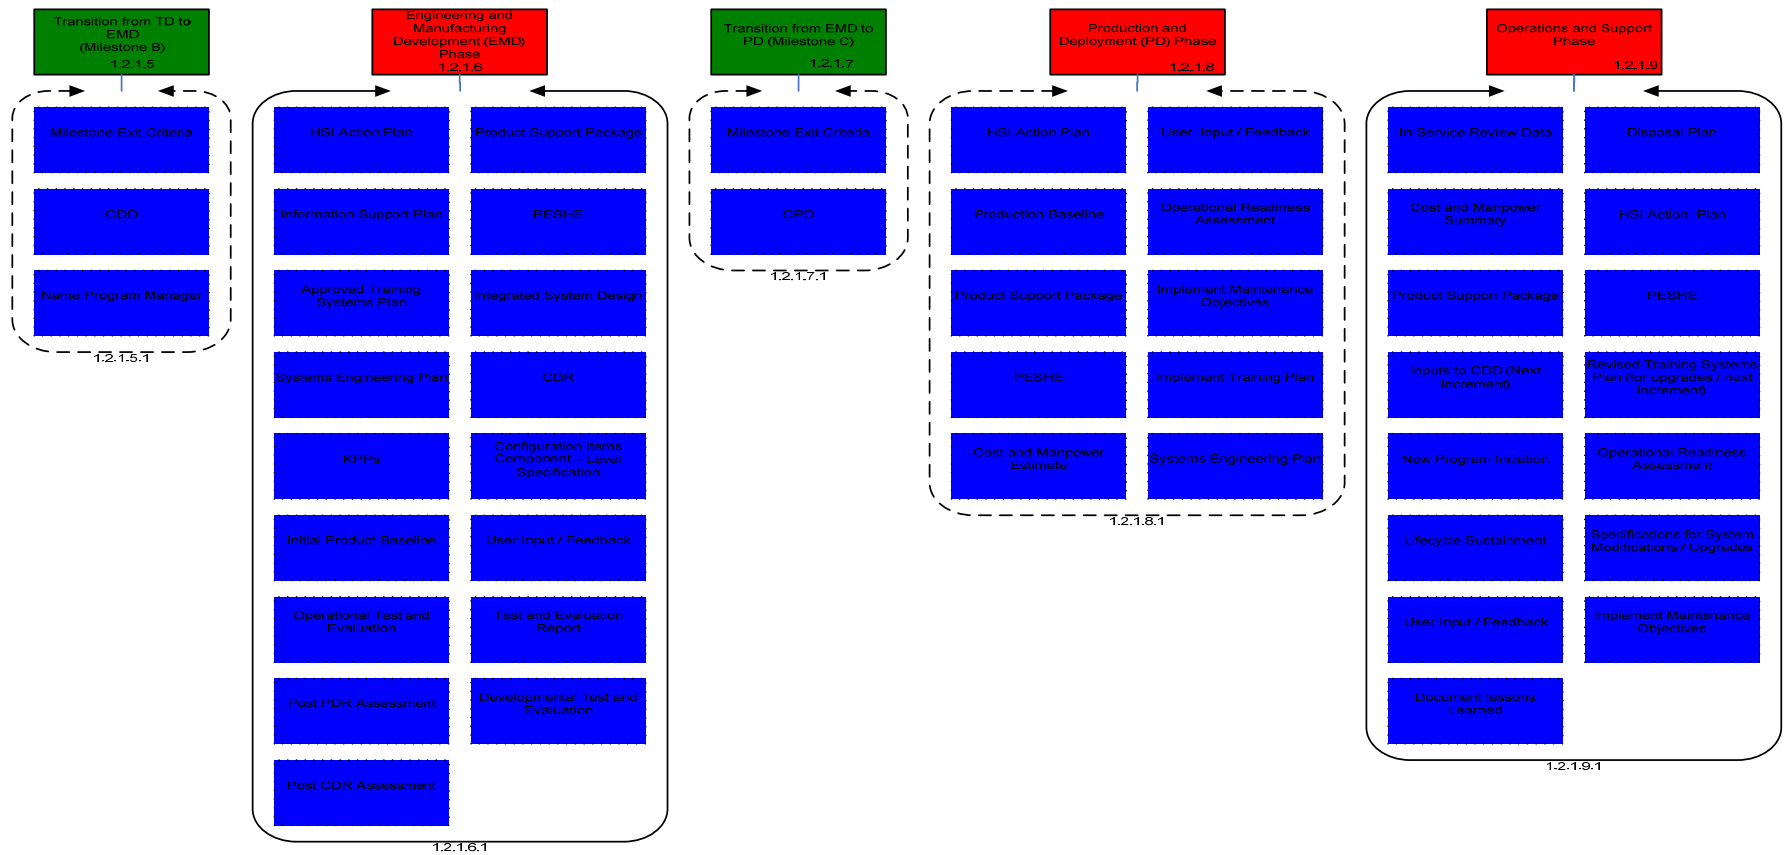 Transition from TD to
EMD
(Milestone B)
1.2.1.5
Milestone Exit Criteria
CDD
Name Program Manager
1.2.1.5.1
Engineering and
Manufacturing
Development (EMD)
Phase
1.2.1.6
HSI Action Plan
Product Support Package
Information Support Plan
PESHE
Approved Training
Systems Plan
Integrated System Design
Systems Engineering Plan
CDR
KPPs
Configuration Items
Component – Level
Specification
Initial Product Baseline
User Input / Feedback
Operational Test and
Evaluation
Test and Evaluation
Report
Post PDR Assessment
Developmental Test and
Evaluation
Post CDR Assessment
1.2.1.6.1
Transition from EMD to
PD (Milestone C)
1.2.1.7
Milestone Exit Criteria
CPD
1.2.1.7.1
Production and
Deployment (PD) Phase
1.2.1.8
HSI Action Plan
User Input / Feedback
Production Baseline
Operational Readiness
Assessment
Product Support Package
Implement Maintenance
Objectives
PESHE
Implement Training Plan
Cost and Manpower
Estimate
Systems Engineering Plan
1.2.1.8.1
Operations and Support
Phase
1.2.1.9
In-Service Review Data
Disposal Plan
Cost and Manpower
Summary
HSI Action Plan
Product Support Package
PESHE
Inputs to CDD (Next
Increment)
Revised Training Systems
Plan (for upgrades / next
increment)
New Program Initiation
Operational Readiness
Assessment
Lifecycle Sustainment
Specifications for System
Modifications / Upgrades
User Input / Feedback
Implement Maintenance
Objectives
Document lessons
Learned
1.2.1.9.1